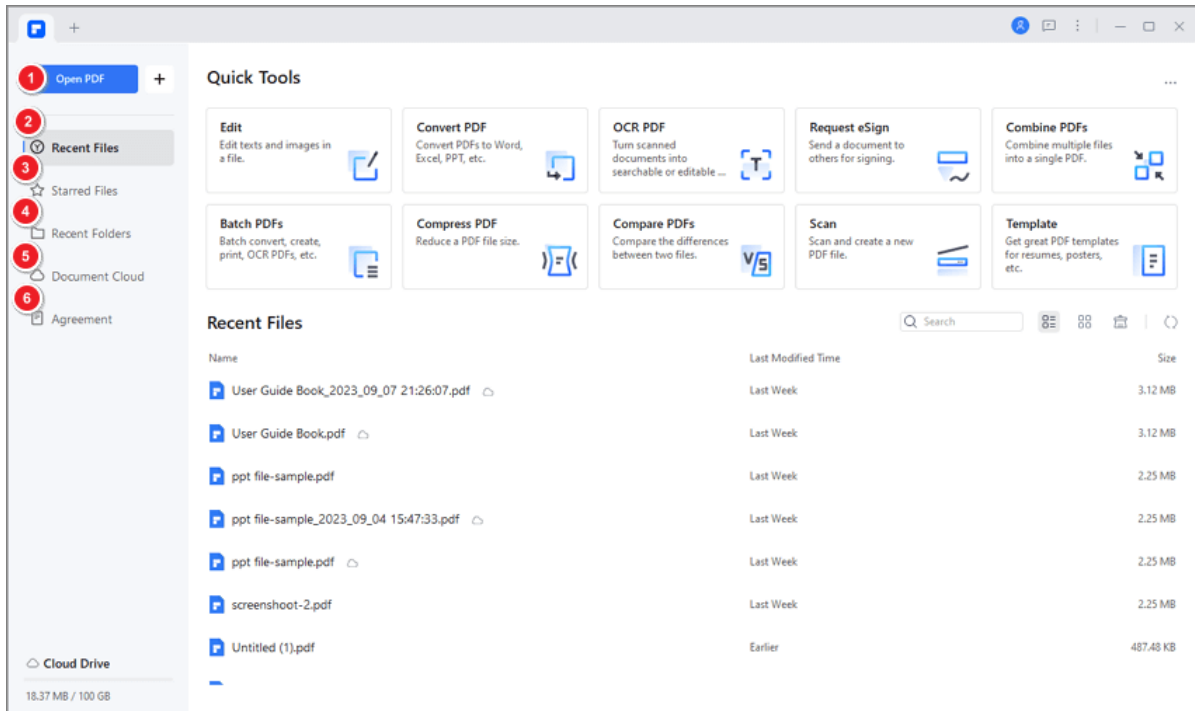 1 Open PDF +
2
Recent Files
3
Starred Files
4
Recent Folders
5
Document Cloud
6
Agreement
Cloud Drive
18.37 MB / 100 GB
Quick Tools
Edit
Edit texts and images in
a file.
Convert PDF
Convert PDFs to Word,
Excel, PPT, etc.
OCR PDF
Turn scanned
documents into
searchable or editable ...
Request eSign
Send a document to
others for signing.
Combine PDFs
Combine multiple files
into a single PDF.
Batch PDFs
Batch convert, create,
print, OCR PDFs, etc.
Compress PDF
Reduce a PDF file size.
Compare PDFs
Compare the differences
between two files.
V/S
Scan
Scan and create a new
PDF file.
Template
Get great PDF templates
for resumes, posters,
etc.
Recent Files
Search
Name Last Modified Time Size
User Guide Book_2023_09_07 21:26:07.pdf Last Week 3.12 MB
User Guide Book.pdf Last Week 3.12 MB
ppt file-sample.pdf Last Week 2.25 MB
ppt file-sample_2023_09_04 15:47:33.pdf Last Week 2.25 MB
ppt file-sample.pdf Last Week 2.25 MB
screenshoot-2.pdf Last Week 2.25 MB
Untitled (1).pdf Earlier 487.48 KB